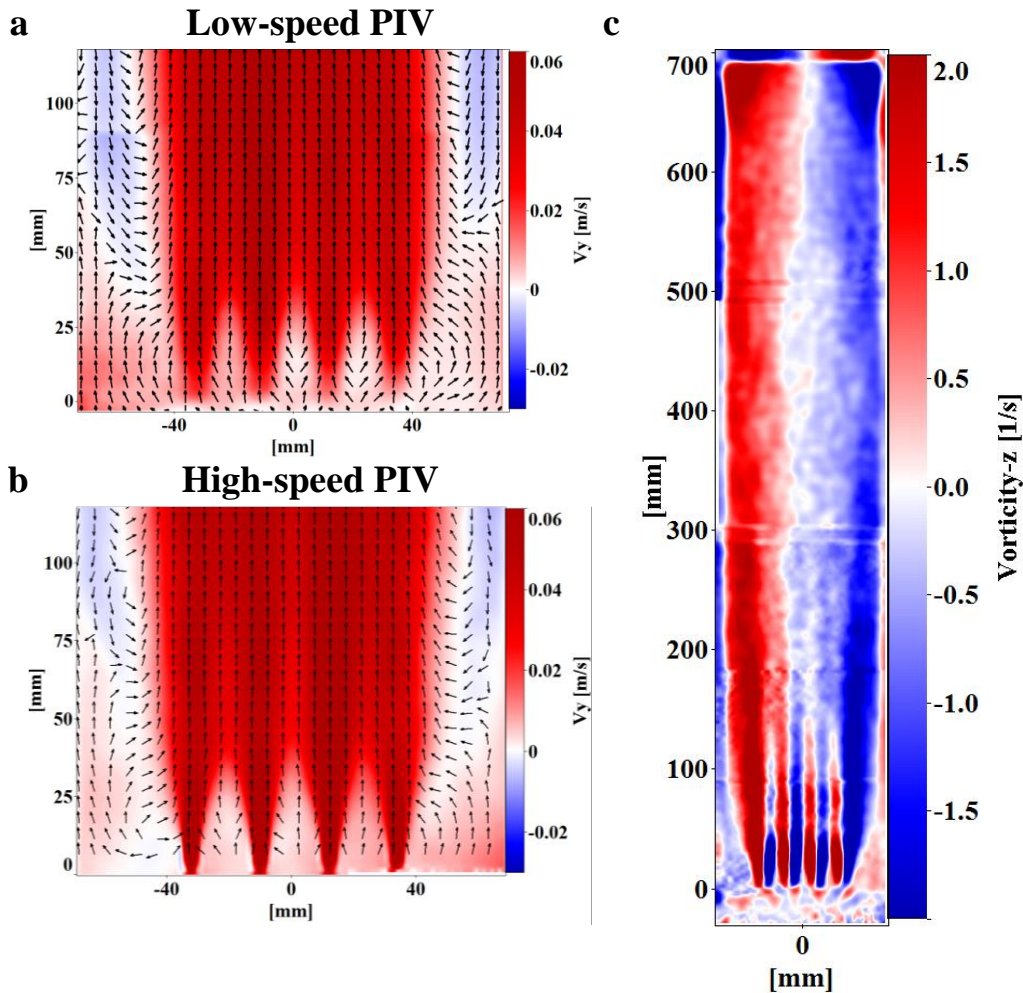 a Low-speed PIV
100
75
50
25
0
[mm]
-40 0 40
[mm]
0.06
0.04
0.02
0
-0.02
Vy [m/s]
b High-speed PIV
100
75
50
25
0
[mm]
-40 0 40
[mm]
0.06
0.04
0.02
0
-0.02
Vy [m/s]
c
700
600
500
400
300
200
100
0
[mm]
0
[mm]
2.0
1.5
1.0
0.5
0.0
-0.5
-1.0
-1.5
Vorticity-z [1/s]